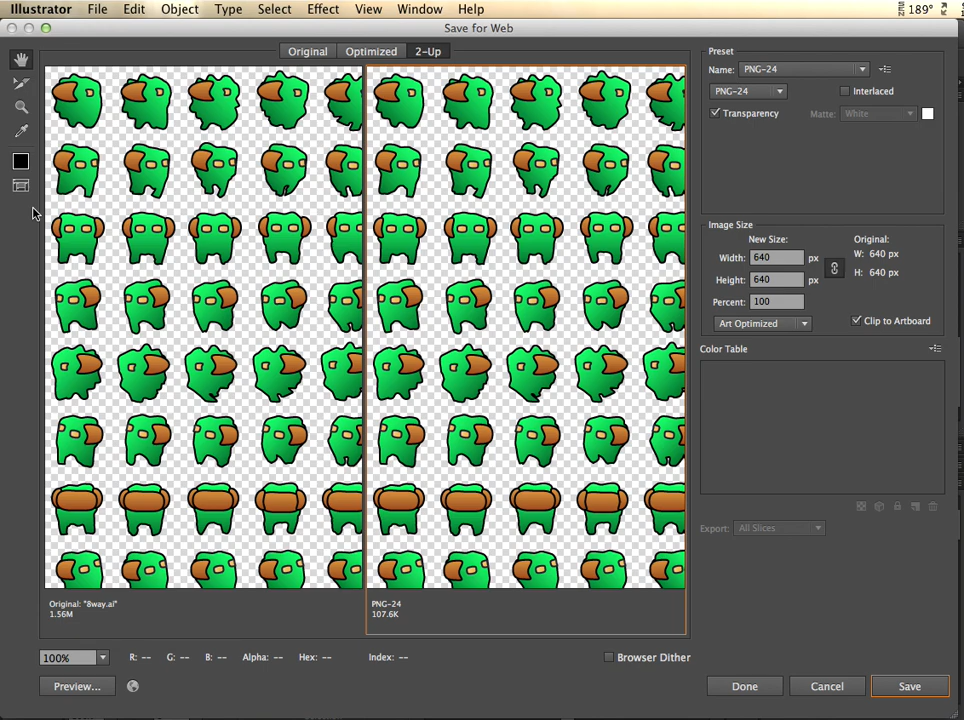 Illustrator File Edit Object Type Select Effect View Window Help 189°
Save for Web
Original Optimized 2-Up
Preset
Name: PNG-24
PNG-24 Interlaced
Transparency Matte: White
Image Size
New Size: Original:
Width: 640 px W: 640 px
Height: 640 px H: 640 px
Percent: 100
Art Optimized Clip to Artboard
Color Table
Export: All Slices
Original: "8way.ai"
1.56M
PNG-24
107.6K
100% R: -- G: -- B: -- Alpha: -- Hex: -- Index: -- Browser Dither
Preview... Done Cancel Save